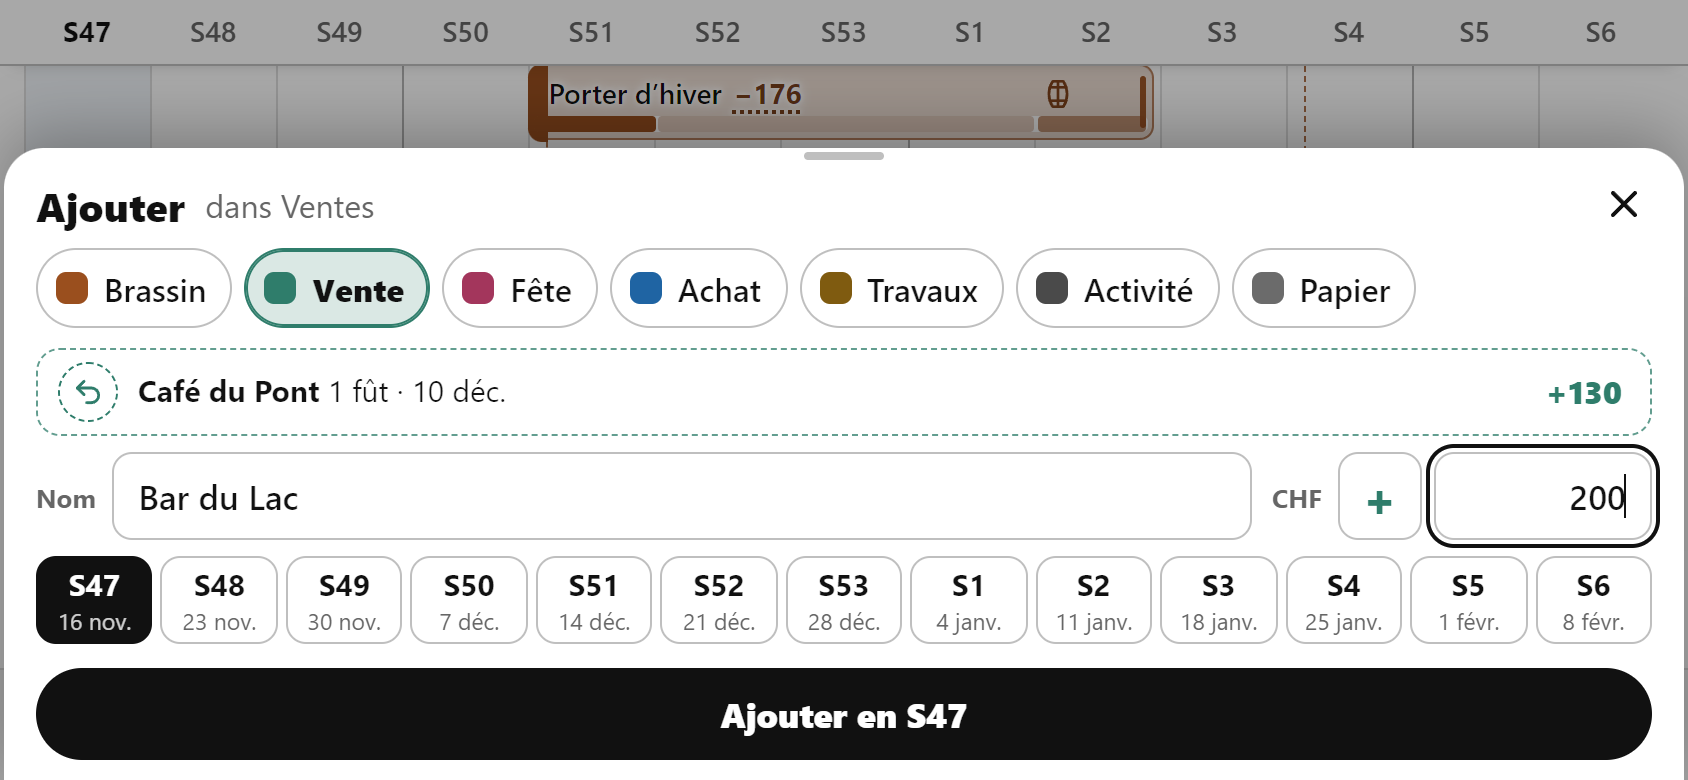 S47 S48 S49 S50 S51 S52 S53 S1 S2 S3 S4 S5 S6
Porter d’hiver −176
Ajouter dans Ventes
Brassin Vente Fête Achat Travaux Activité Papier
Café du Pont 1 fût · 10 déc. +130
Nom Bar du Lac CHF + 200
S47 S48 S49 S50 S51 S52 S53 S1 S2 S3 S4 S5 S6
16 nov. 23 nov. 30 nov. 7 déc. 14 déc. 21 déc. 28 déc. 4 janv. 11 janv. 18 janv. 25 janv. 1 févr. 8 févr.
Ajouter en S47